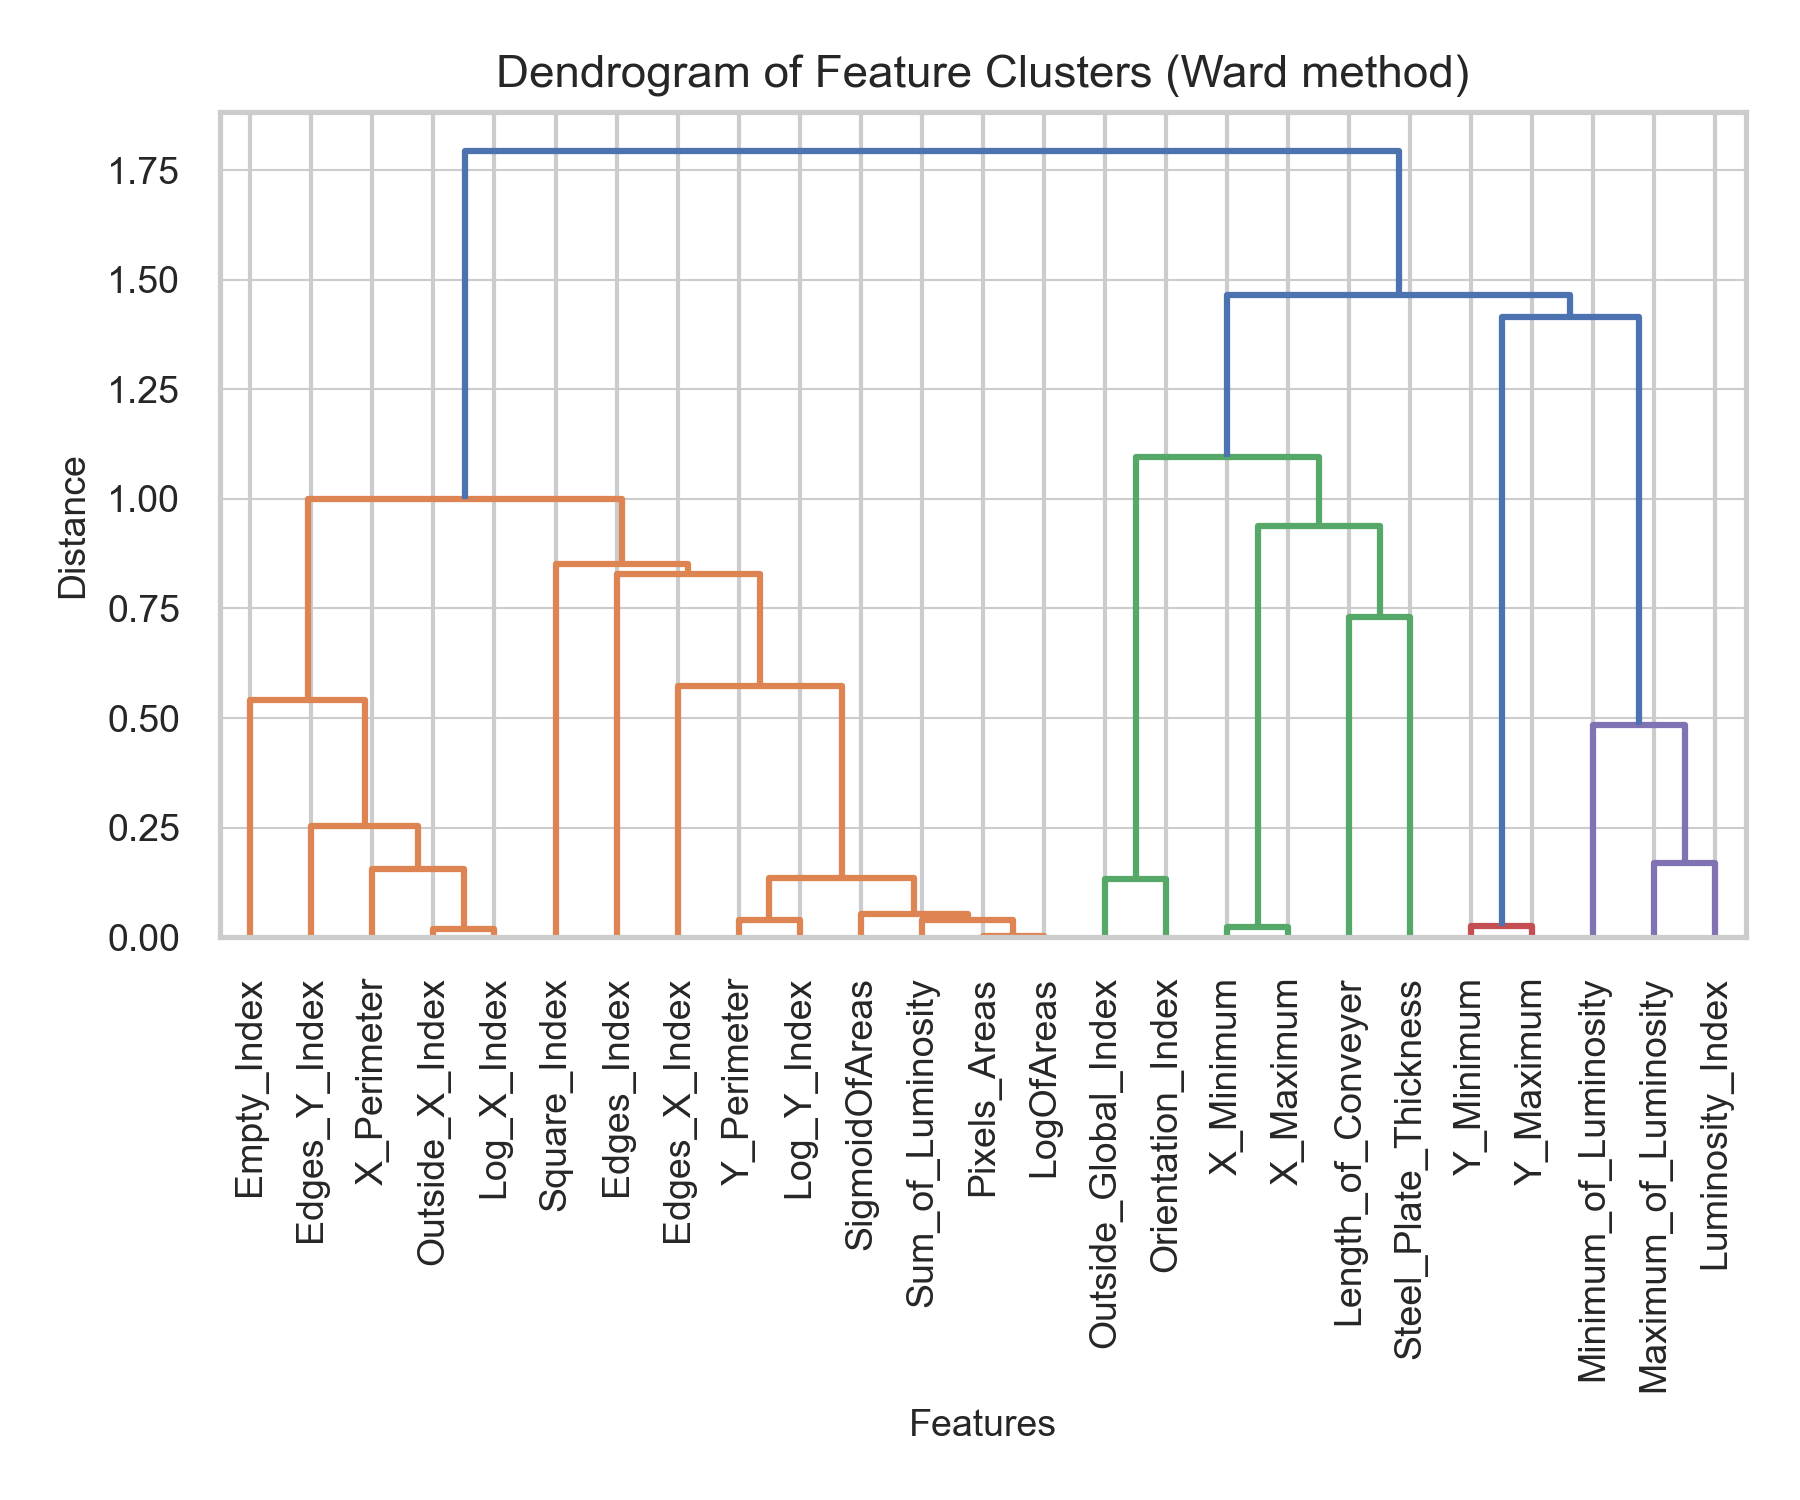 Dendrogram of Feature Clusters (Ward method)
Distance
1.75
1.50
1.25
1.00
0.75
0.50
0.25
0.00
Empty_Index
Edges_Y_Index
X_Perimeter
Outside_X_Index
Log_X_Index
Square_Index
Edges_Index
Edges_X_Index
Y_Perimeter
Log_Y_Index
SigmoidOfAreas
Sum_of_Luminosity
Pixels_Areas
LogOfAreas
Outside_Global_Index
Orientation_Index
X_Minimum
X_Maximum
Length_of_Conveyer
Steel_Plate_Thickness
Y_Minimum
Y_Maximum
Minimum_of_Luminosity
Maximum_of_Luminosity
Luminosity_Index
Features